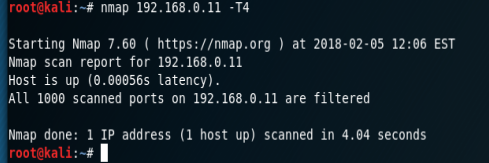 root@kali:~# nmap 192.168.0.11 -T4
Starting Nmap 7.60 ( https://nmap.org ) at 2018-02-05 12:06 EST
Nmap scan report for 192.168.0.11
Host is up (0.00056s latency).
All 1000 scanned ports on 192.168.0.11 are filtered
Nmap done: 1 IP address (1 host up) scanned in 4.04 seconds
root@kali:~#